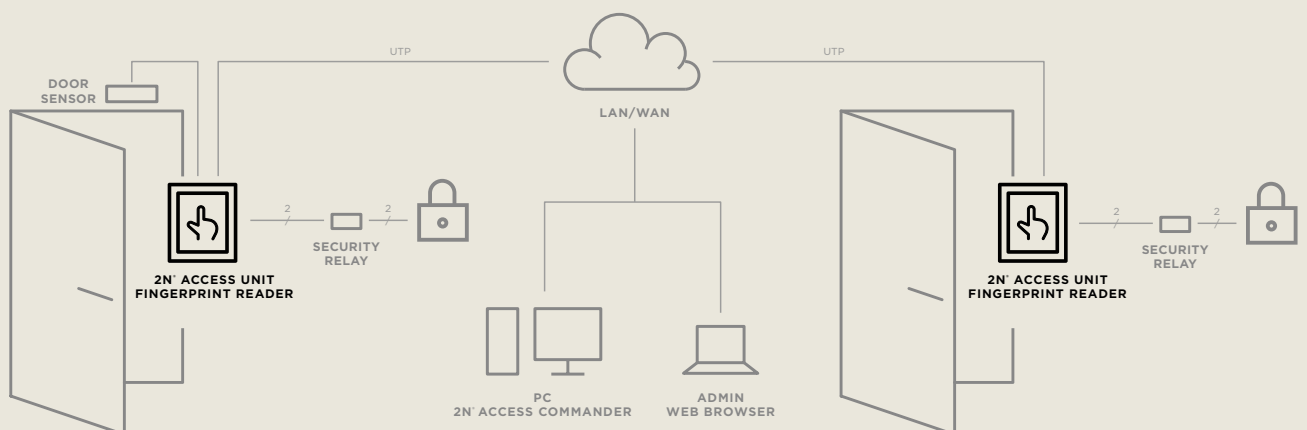 UTP
UTP
DOOR
SENSOR
LAN/WAN
2
2
SECURITY
RELAY
2N® ACCESS UNIT
FINGERPRINT READER
2
2
SECURITY
RELAY
2N® ACCESS UNIT
FINGERPRINT READER
PC
2N® ACCESS COMMANDER
ADMIN
WEB BROWSER